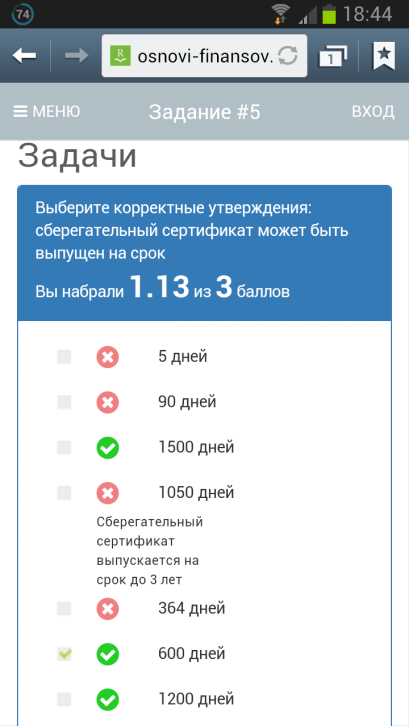 74
18:44
R
osnovi-finansov.
1
МЕНЮ
Задание #5
ВХОД
Задачи
Выберите корректные утверждения:
сберегательный сертификат может быть
выпущен на срок
Вы набрали 1.13 из 3 баллов
5 дней
90 дней
1500 дней
1050 дней
Сберегательный
сертификат
выпускается на
срок до 3 лет
364 дней
600 дней
1200 дней